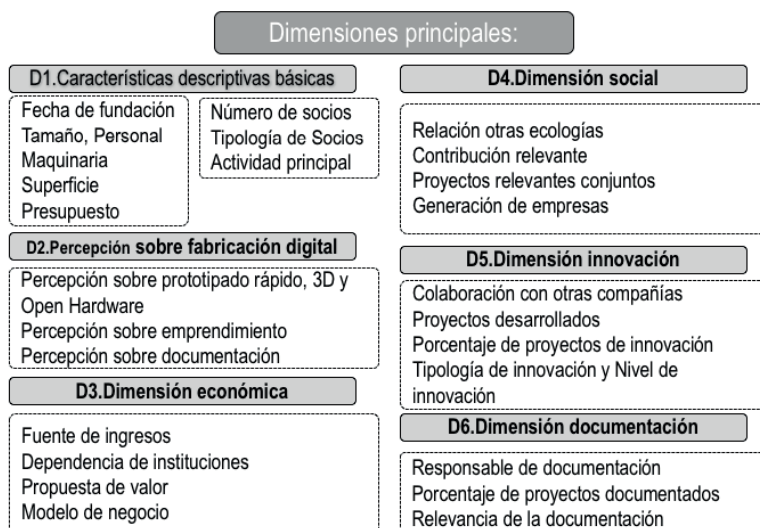 Dimensiones principales:
D1.Características descriptivas básicas
Fecha de fundación
Tamaño, Personal
Maquinaria
Superficie
Presupuesto
Número de socios
Tipología de Socios
Actividad principal
D2.Percepción sobre fabricación digital
Percepción sobre prototipado rápido, 3D y
Open Hardware
Percepción sobre emprendimiento
Percepción sobre documentación
D3.Dimensión económica
Fuente de ingresos
Dependencia de instituciones
Propuesta de valor
Modelo de negocio
D4.Dimensión social
Relación otras ecologías
Contribución relevante
Proyectos relevantes conjuntos
Generación de empresas
D5.Dimensión innovación
Colaboración con otras compañías
Proyectos desarrollados
Porcentaje de proyectos de innovación
Tipología de innovación y Nivel de
innovación
D6.Dimensión documentación
Responsable de documentación
Porcentaje de proyectos documentados
Relevancia de la documentación